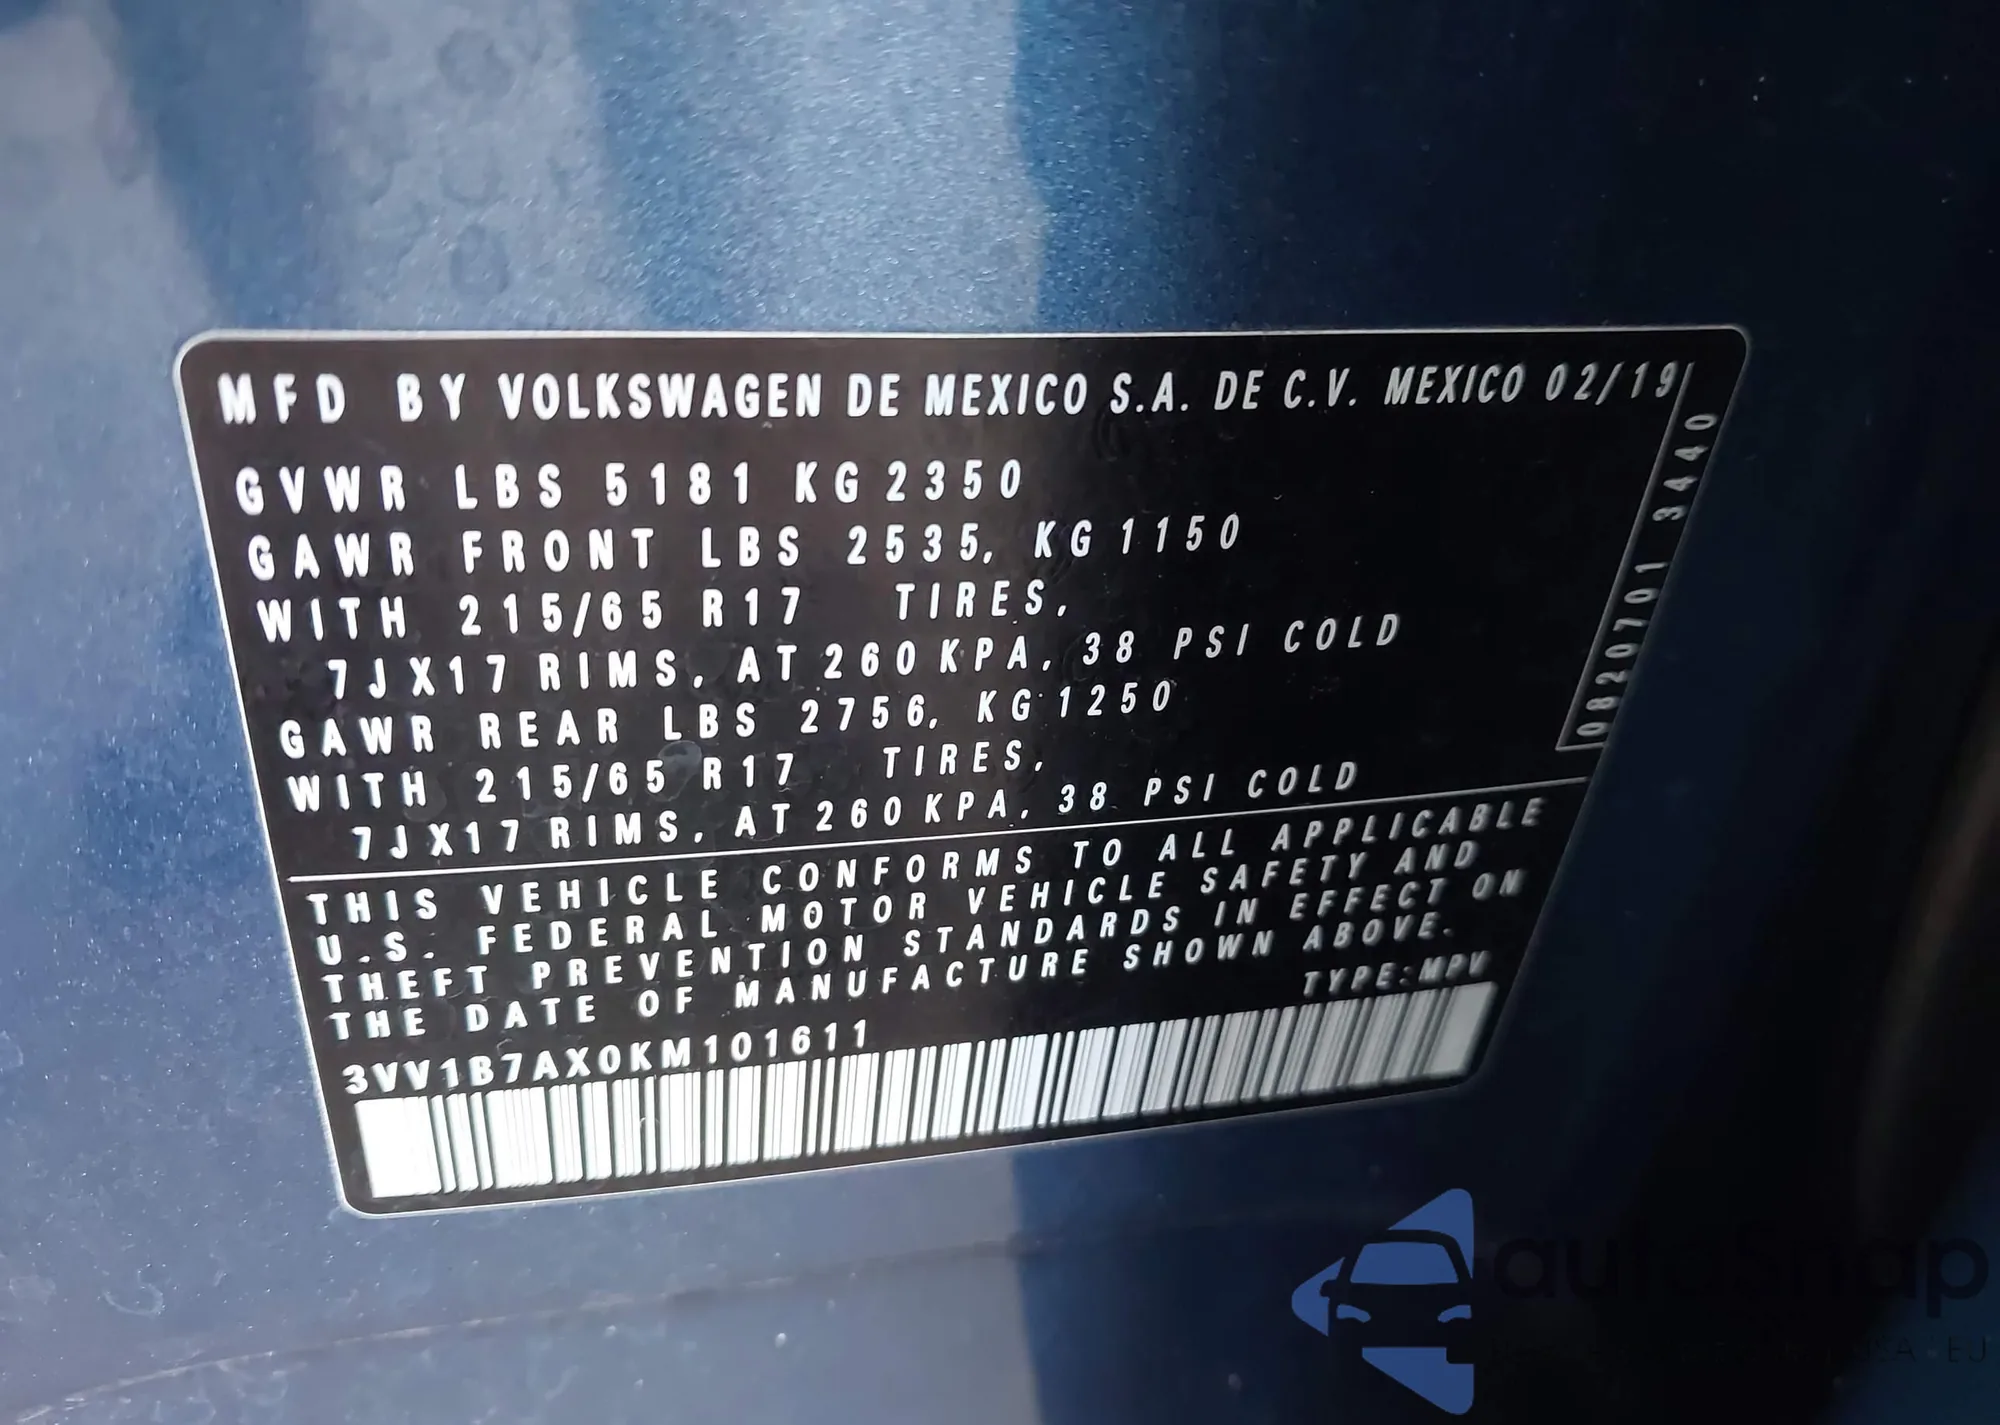 MFD BY VOLKSWAGEN DE MEXICO S.A. DE C.V. MEXICO 02/19
GVWR LBS 5181 KG 2350
GAWR FRONT LBS 2535, KG 1150
WITH 215/65 R17 TIRES,
7JX17 RIMS, AT 260 KPA, 38 PSI COLD
GAWR REAR LBS 2756, KG 1250
WITH 215/65 R17 TIRES,
7JX17 RIMS, AT 260 KPA, 38 PSI COLD
0820701 3440
THIS VEHICLE CONFORMS TO ALL APPLICABLE
U.S. FEDERAL MOTOR VEHICLE SAFETY AND
THEFT PREVENTION STANDARDS IN EFFECT ON
THE DATE OF MANUFACTURE SHOWN ABOVE.
3VV1B7AX0KM101611 TYPE:MPV
autosnap